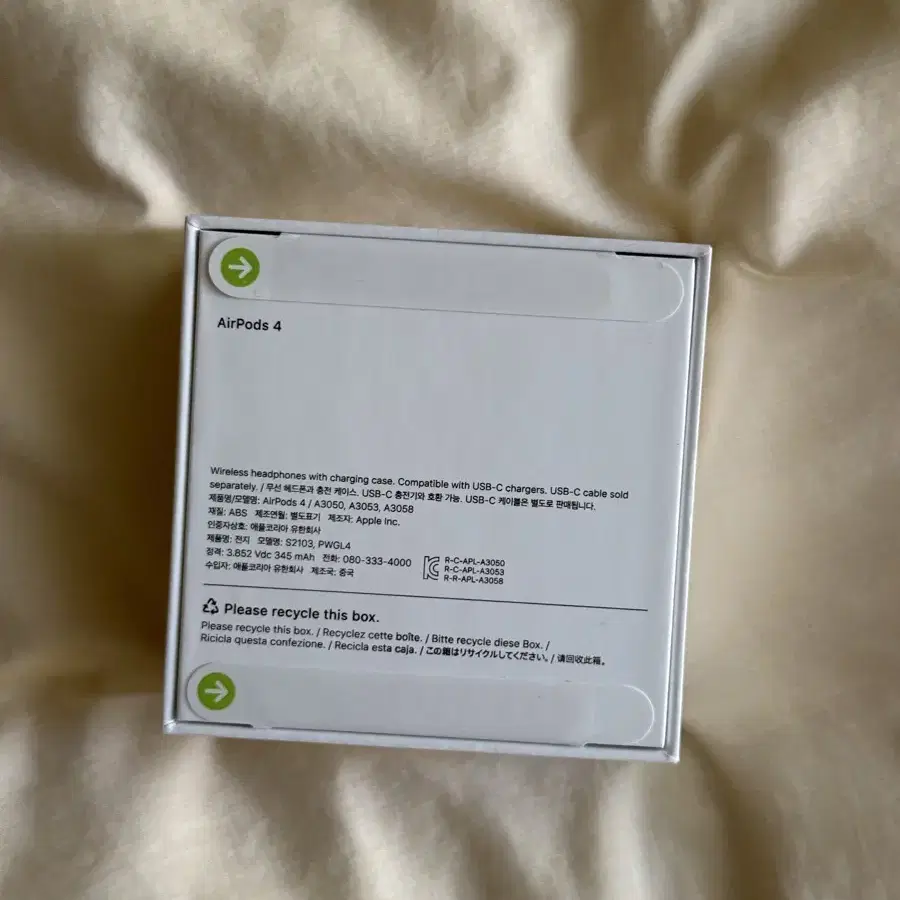 AirPods 4
Wireless headphones with charging case. Compatible with USB-C chargers. USB-C cable sold
separately. / 무선 헤드폰과 충전 케이스. USB-C 충전기와 호환 가능. USB-C 케이블은 별도로 판매됩니다.
제품명/모델명: AirPods 4 / A3050, A3053, A3058
재질: ABS 제조연월: 별도표기 제조자: Apple Inc.
인증자상호: 애플코리아 유한회사
제품명: 전지 모델명: S2103, PWGL4
정격: 3.852 Vdc 345 mAh 전화: 080-333-4000
수입자: 애플코리아 유한회사 제조국: 중국
R-C-APL-A3050
R-C-APL-A3053
R-R-APL-A3058
Please recycle this box.
Please recycle this box. / Recyclez cette boîte. / Bitte recycle diese Box. /
Ricicla questa confezione. / Recicla esta caja. / この箱はリサイクルしてください。/ 请回收此箱。